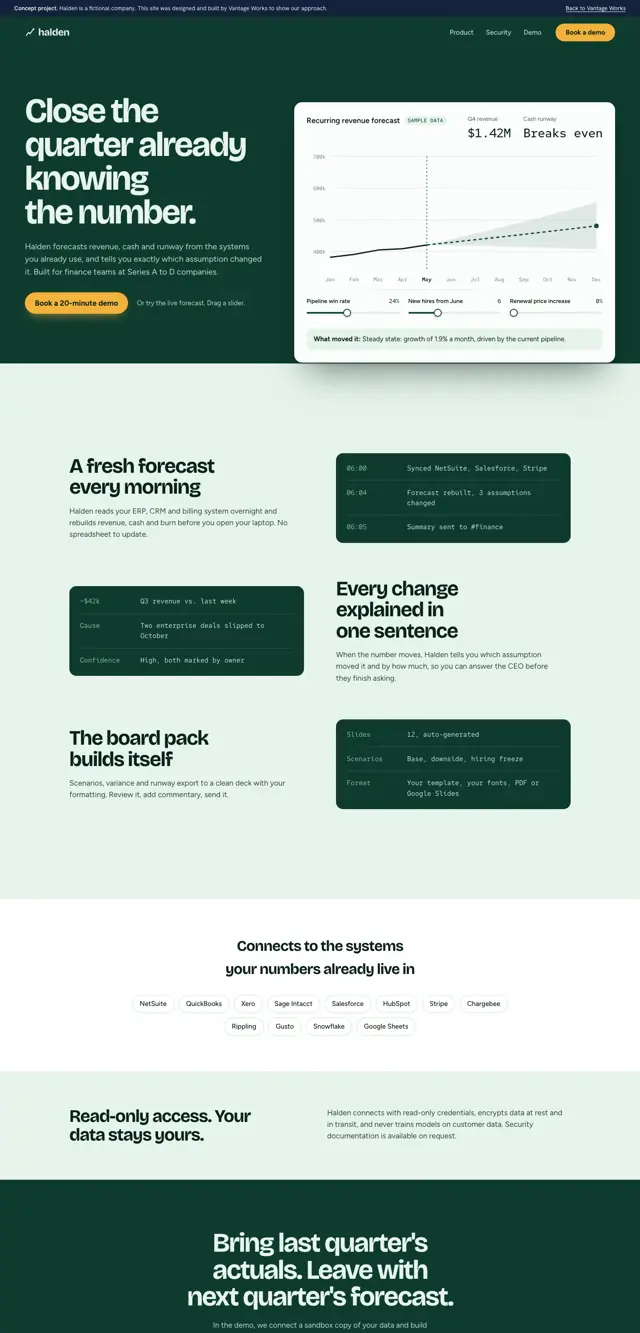 Concept project. Halden is a fictional company. This site was designed and built by Vantage Works to show our approach.
Back to Vantage Works
halden
Product
Security
Demo
Book a demo
Close the
quarter already
knowing
the number.
Halden forecasts revenue, cash and runway from the systems
you already use, and tells you exactly which assumption changed
it. Built for finance teams at Series A to D companies.
Book a 20-minute demo
Or try the live forecast. Drag a slider.
Recurring revenue forecast
SAMPLE DATA
Q4 revenue
$1.42M
Cash runway
Breaks even
700k
600k
500k
400k
Jan Feb Mar Apr May Jun Jul Aug Sep Oct Nov Dec
Pipeline win rate 24%
New hires from June 6
Renewal price increase 0%
What moved it: Steady state: growth of 1.9% a month, driven by the current pipeline.
A fresh forecast
every morning
Halden reads your ERP, CRM and billing system overnight and
rebuilds revenue, cash and burn before you open your laptop. No
spreadsheet to update.
06:00 Synced NetSuite, Salesforce, Stripe
06:04 Forecast rebuilt, 3 assumptions
changed
06:05 Summary sent to #finance
-$42k Q3 revenue vs. last week
Cause Two enterprise deals slipped to
October
Confidence High, both marked by owner
Every change
explained in
one sentence
When the number moves, Halden tells you which assumption
moved it and by how much, so you can answer the CEO before
they finish asking.
The board pack
builds itself
Scenarios, variance and runway export to a clean deck with your
formatting. Review it, add commentary, send it.
Slides 12, auto-generated
Scenarios Base, downside, hiring freeze
Format Your template, your fonts, PDF or
Google Slides
Connects to the systems
your numbers already live in
NetSuite QuickBooks Xero Sage Intacct Salesforce HubSpot Stripe Chargebee
Rippling Gusto Snowflake Google Sheets
Read-only access. Your
data stays yours.
Halden connects with read-only credentials, encrypts data at rest and
in transit, and never trains models on customer data. Security
documentation is available on request.
Bring last quarter's
actuals. Leave with
next quarter's forecast.
In the demo, we connect a sandbox copy of your data and build